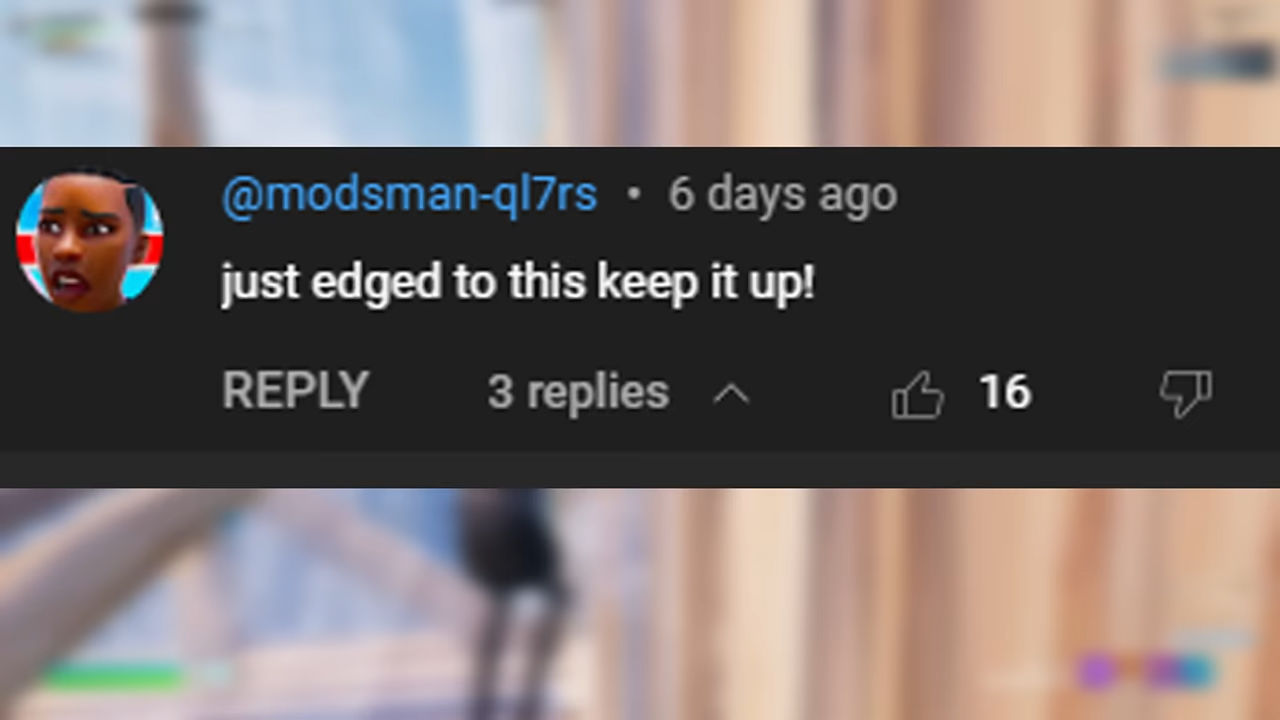 @modsman-ql7rs • 6 days ago
just edged to this keep it up!
REPLY 3 replies 16